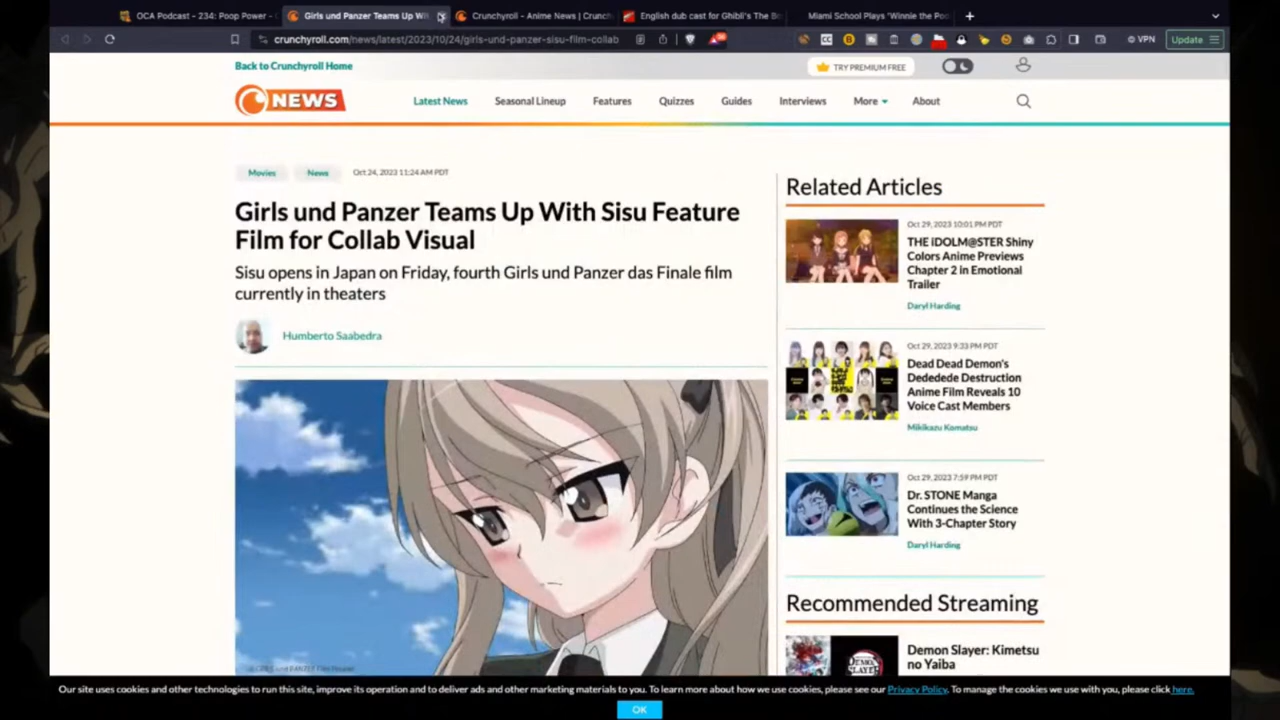 OCA Podcast - 234: Poop Power -
Girls und Panzer Teams Up Wi
Crunchyroll - Anime News | Crunch
English dub cast for Ghibli's The Bo
Miami School Plays 'Winnie the Poo
crunchyroll.com/news/latest/2023/10/24/girls-und-panzer-sisu-film-collab
VPN
Update
Back to Crunchyroll Home
TRY PREMIUM FREE
NEWS
Latest News
Seasonal Lineup
Features
Quizzes
Guides
Interviews
More
About
Movies
News
Oct 24, 2023 11:24 AM PDT
Girls und Panzer Teams Up With Sisu Feature
Film for Collab Visual
Sisu opens in Japan on Friday, fourth Girls und Panzer das Finale film
currently in theaters
Humberto Saabedra
Related Articles
Oct 29, 2023 10:01 PM PDT
THE iDOLM@STER Shiny
Colors Anime Previews
Chapter 2 in Emotional
Trailer
Daryl Harding
Oct 29, 2023 9:33 PM PDT
Dead Dead Demon's
Dededede Destruction
Anime Film Reveals 10
Voice Cast Members
Mikikazu Komatsu
Oct 29, 2023 7:59 PM PDT
Dr. STONE Manga
Continues the Science
With 3-Chapter Story
Daryl Harding
Recommended Streaming
DEMON SLAYER
Demon Slayer: Kimetsu
no Yaiba
Our site uses cookies and other technologies to run this site, improve its operation and to deliver ads and other marketing materials to you. To learn more about how we use cookies, please see our Privacy Policy. To manage the cookies we use with you, please click here.
OK